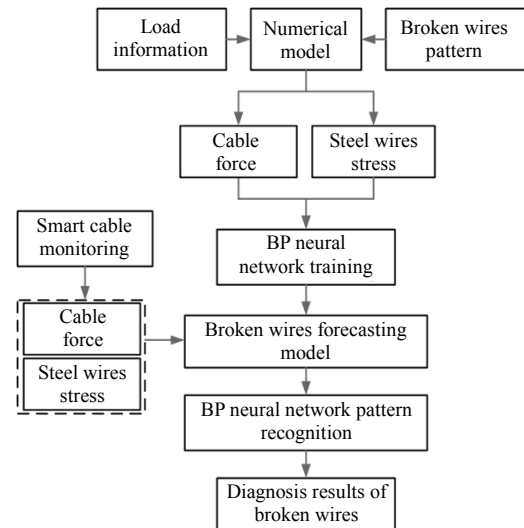 Load
information
Numerical
model
Broken wires
pattern
Cable
force
Steel wires
stress
Smart cable
monitoring
BP neural
network training
Cable
force
Steel wires
stress
Broken wires forecasting
model
BP neural network pattern
recognition
Diagnosis results of
broken wires